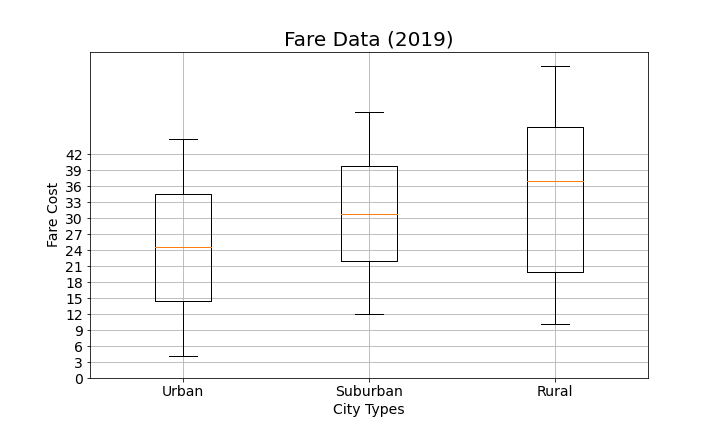 Fare Data (2019)
42
39
36
33
30
27
24
21
18
15
12
9
6
3
0
Fare Cost
Urban
Suburban
Rural
City Types